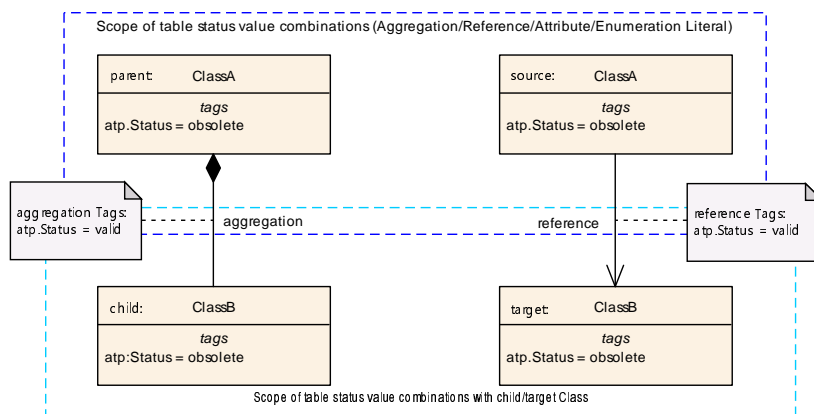 Scope of table status value combinations (Aggregation/Reference/Attribute/Enumeration Literal)
parent: ClassA
tags
atp.Status = obsolete
source: ClassA
tags
atp.Status = obsolete
aggregation Tags:
atp.Status = valid
aggregation
reference
reference Tags:
atp.Status = valid
child: ClassB
tags
atp:Status = obsolete
target: ClassB
tags
atp.Status = obsolete
Scope of table status value combinations with child/target Class